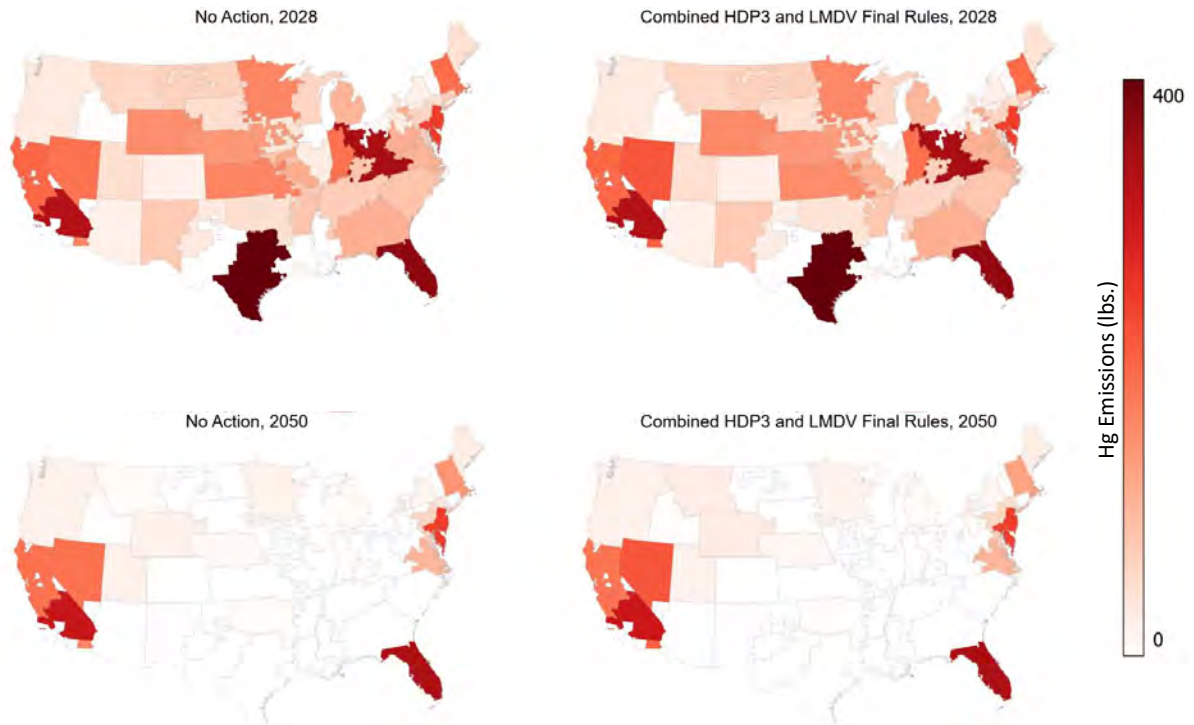 No Action, 2028
Combined HDP3 and LMDV Final Rules, 2028
400
Hg Emissions (lbs.)
0
No Action, 2050
Combined HDP3 and LMDV Final Rules, 2050